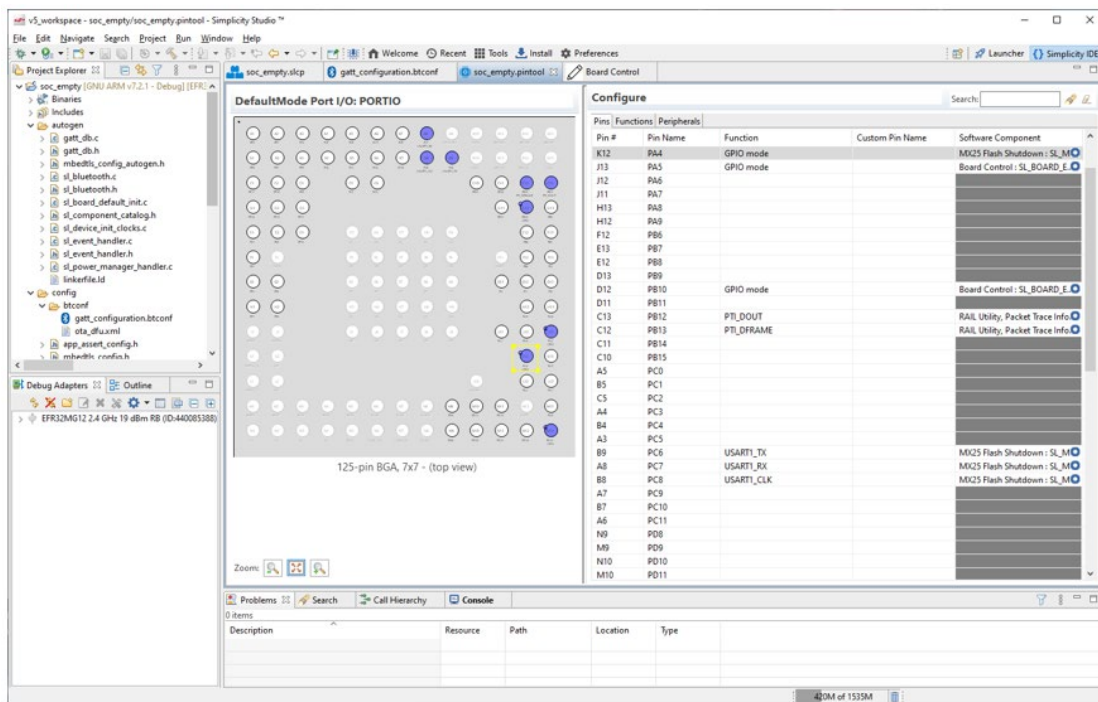 v5_workspace - soc_empty/soc_empty.pintool - Simplicity Studio ™
File Edit Navigate Search Project Run Window Help
Welcome Recent Tools Install Preferences Launcher Simplicity IDE
Project Explorer
soc_empty [GNU ARM v7.2.1 - Debug] [EFR3
Binaries
Includes
autogen
gatt_db.c
gatt_db.h
mbedtls_config_autogen.h
sl_bluetooth.c
sl_bluetooth.h
sl_board_default_init.c
sl_component_catalog.h
sl_device_init_clocks.c
sl_event_handler.c
sl_event_handler.h
sl_power_manager_handler.c
linkerfile.ld
config
btconf
gatt_configuration.btconf
ota_dfu.xml
app_assert_config.h
mbedtls_config.h
Debug Adapters Outline
EFR32MG12 2.4 GHz 19 dBm RB (ID:440085388)
soc_empty.slcp gatt_configuration.btconf soc_empty.pintool Board Control
DefaultMode Port I/O: PORTIO
125-pin BGA, 7x7 - (top view)
Zoom:
Configure
Search:
Pins Functions Peripherals
Pin # Pin Name Function Custom Pin Name Software Component
K12 PA4 GPIO mode MX25 Flash Shutdown : SL_M
J13 PA5 GPIO mode Board Control : SL_BOARD_E
J12 PA6
J11 PA7
H13 PA8
H12 PA9
F12 PB6
E13 PB7
E12 PB8
D13 PB9
D12 PB10 GPIO mode Board Control : SL_BOARD_E
D11 PB11
C13 PB12 PTI_DOUT RAIL Utility, Packet Trace Info
C12 PB13 PTI_DFRAME RAIL Utility, Packet Trace Info
C11 PB14
C10 PB15
A5 PC0
B5 PC1
C5 PC2
A4 PC3
B4 PC4
A3 PC5
B9 PC6 USART1_TX MX25 Flash Shutdown : SL_M
A8 PC7 USART1_RX MX25 Flash Shutdown : SL_M
B8 PC8 USART1_CLK MX25 Flash Shutdown : SL_M
A7 PC9
B7 PC10
A6 PC11
N9 PD8
M9 PD9
N10 PD10
M10 PD11
Problems Search Call Hierarchy Console
0 items
Description Resource Path Location Type
420M of 1535M